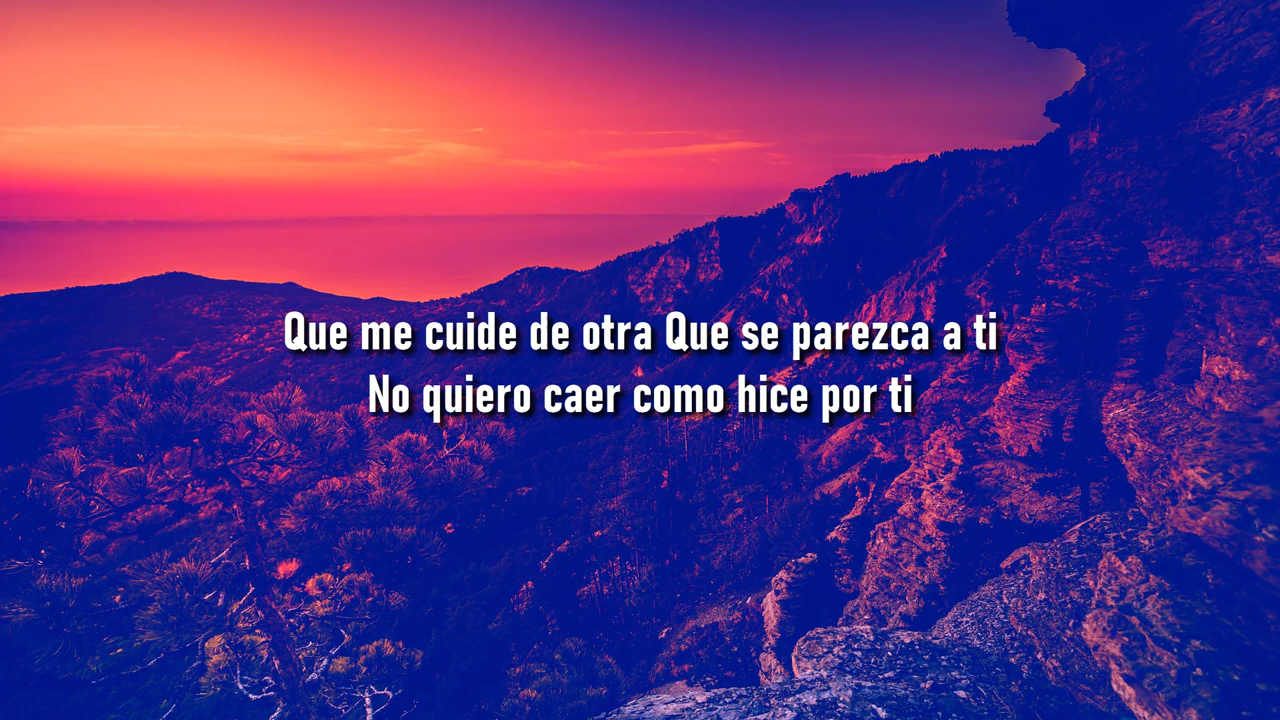 Que me cuide de otra Que se parezca a ti
No quiero caer como hice por ti